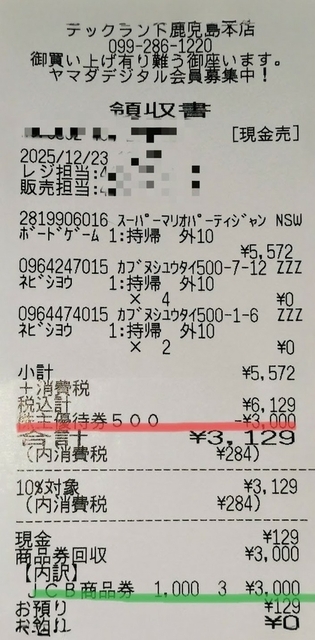 テックランド鹿児島本店
099-286-1220
御買い上げ有り難う御座います。
ヤマダデジタル会員募集中!
領収書
[現金売]
2025/12/23
レジ担当:
販売担当:
2819906016 スーパーマリオパーティジャン NSW
ボードゲーム 1:持帰 外10
¥5,572
0964247015 カブヌシユウタイ500-7-12 ZZZ
ネビシヨウ 1:持帰 外10
× 4 ¥0
0964474015 カブヌシユウタイ500-1-6 ZZZ
ネビシヨウ 1:持帰 外10
× 2 ¥0
小計 ¥5,572
+消費税
税込計 ¥6,129
株主優待券500 -¥3,000
合計 ¥3,129
(内消費税 ¥284)
10%対象 ¥3,129
(内消費税 ¥284)
現金 ¥129
商品券回収 ¥3,000
【内訳】
JCB商品券 1,000 3 ¥3,000
お預り ¥129
お釣り ¥0